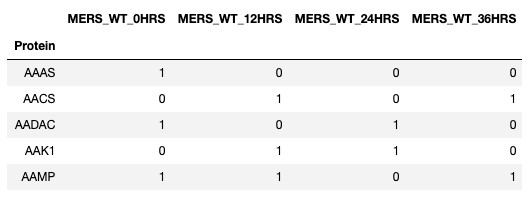 MERS_WT_0HRS MERS_WT_12HRS MERS_WT_24HRS MERS_WT_36HRS
Protein
AAAS 1 0 0 0
AACS 0 1 0 1
AADAC 1 0 1 0
AAK1 0 1 1 0
AAMP 1 1 0 1